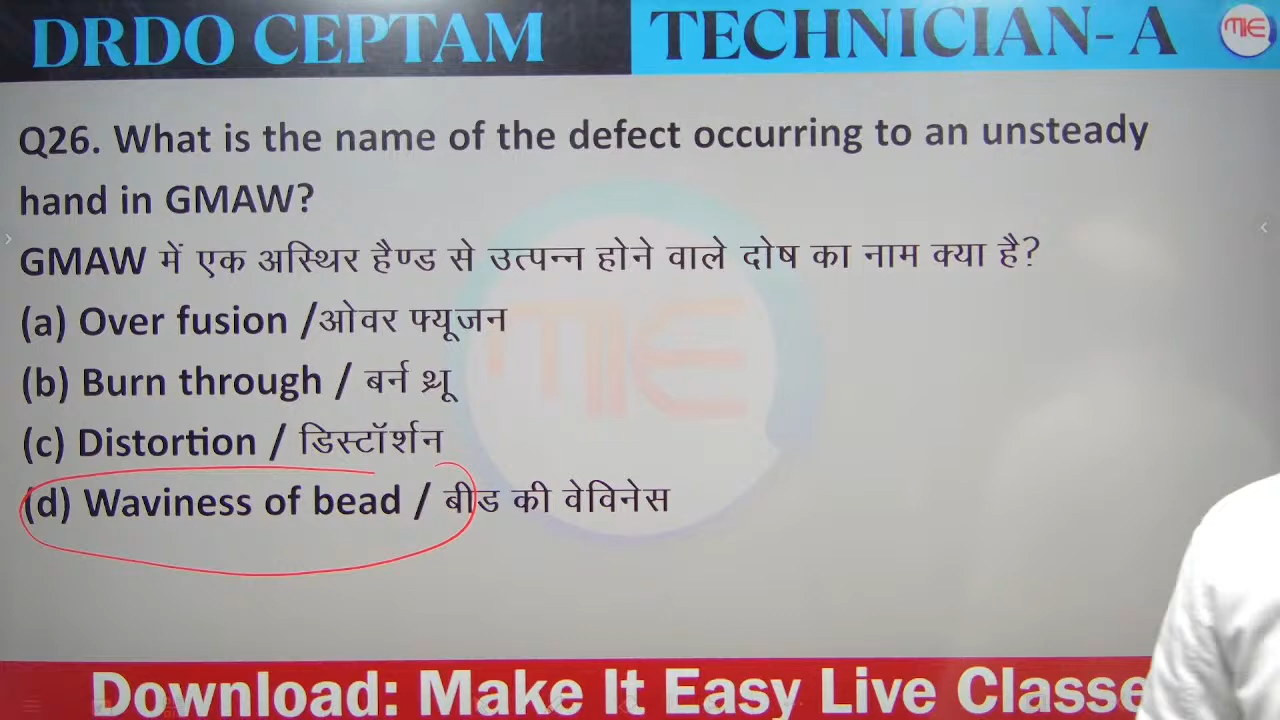 DRDO CEPTAM TECHNICIAN- A
MIE
Q26. What is the name of the defect occurring to an unsteady
hand in GMAW?
GMAW में एक अस्थिर हैण्ड से उत्पन्न होने वाले दोष का नाम क्या है?
(a) Over fusion /ओवर फ्यूजन
(b) Burn through / बर्न थ्रू
(c) Distortion / डिस्टॉर्शन
(d) Waviness of bead / बीड की वेविनेस
MIE
Download: Make It Easy Live Classe